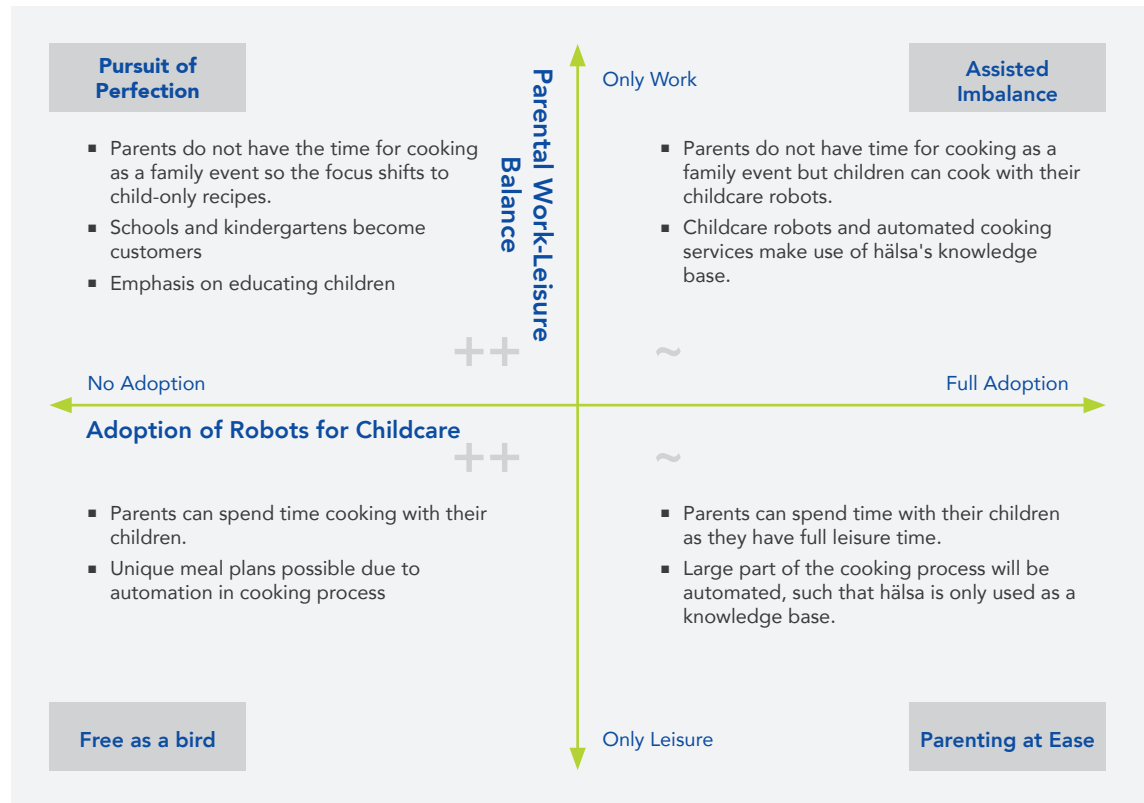 Pursuit of
Perfection
■ Parents do not have the time for cooking
as a family event so the focus shifts to
child-only recipes.
■ Schools and kindergartens become
customers
■ Emphasis on educating children
++
Parental Work-Leisure
Balance
Only Work
Assisted
Imbalance
■ Parents do not have time for cooking as a
family event but children can cook with their
childcare robots.
■ Childcare robots and automated cooking
services make use of hälsa's knowledge
base.
~
No Adoption
Full Adoption
Adoption of Robots for Childcare
++
■ Parents can spend time cooking with their
children.
■ Unique meal plans possible due to
automation in cooking process
Free as a bird
~
■ Parents can spend time with their children
as they have full leisure time.
■ Large part of the cooking process will be
automated, such that hälsa is only used as a
knowledge base.
Only Leisure
Parenting at Ease